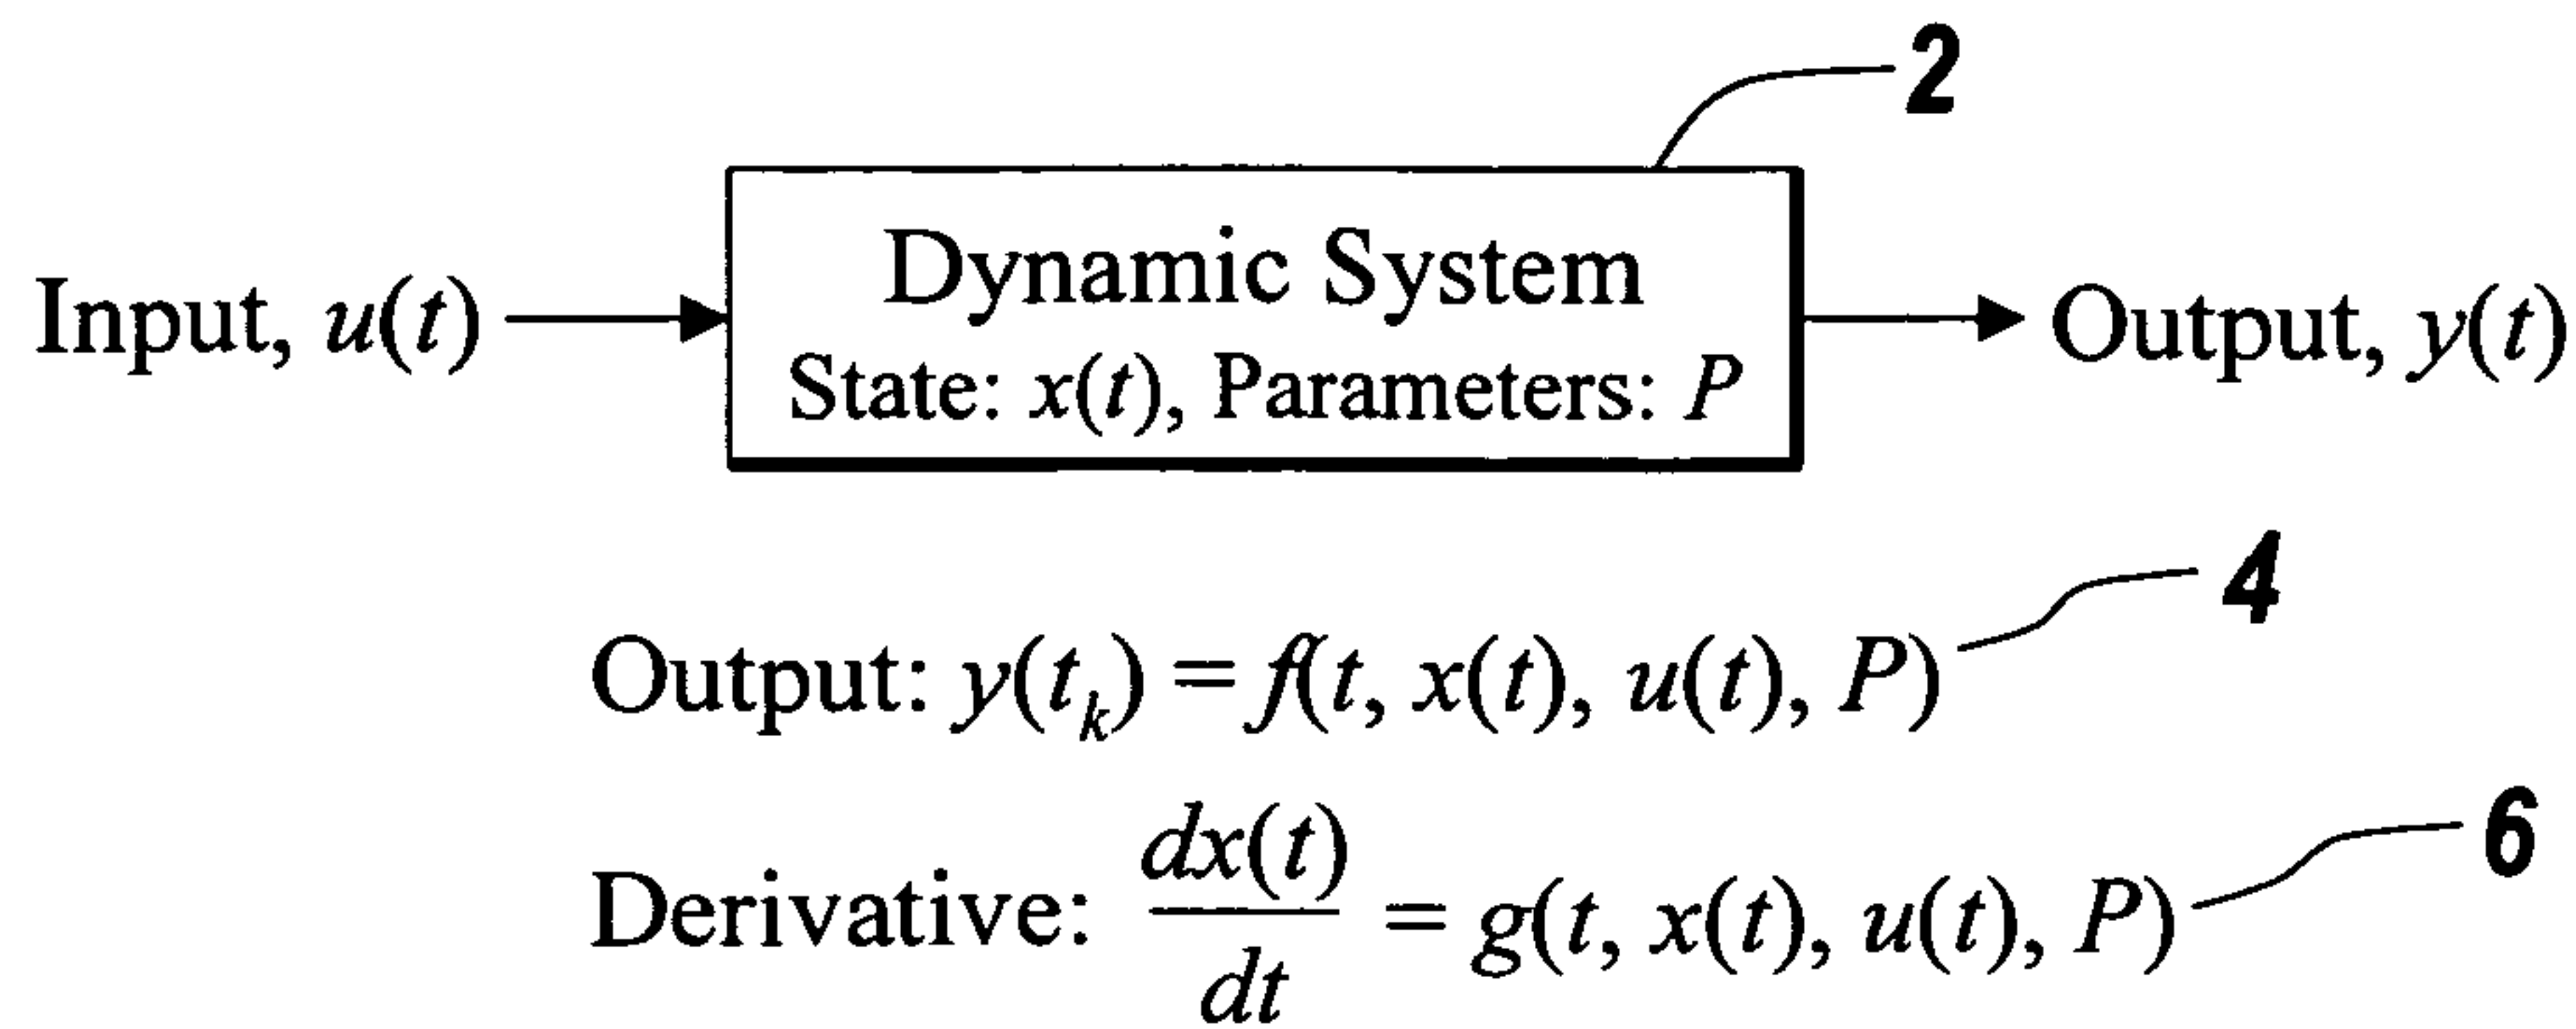 2
Dynamic System
Input, u(t)
State: x(t), Parameters: P
Output, y(t)
4
Output: y(t_k) = f(t, x(t), u(t), P)
6
Derivative: dx(t)/dt = g(t, x(t), u(t), P)